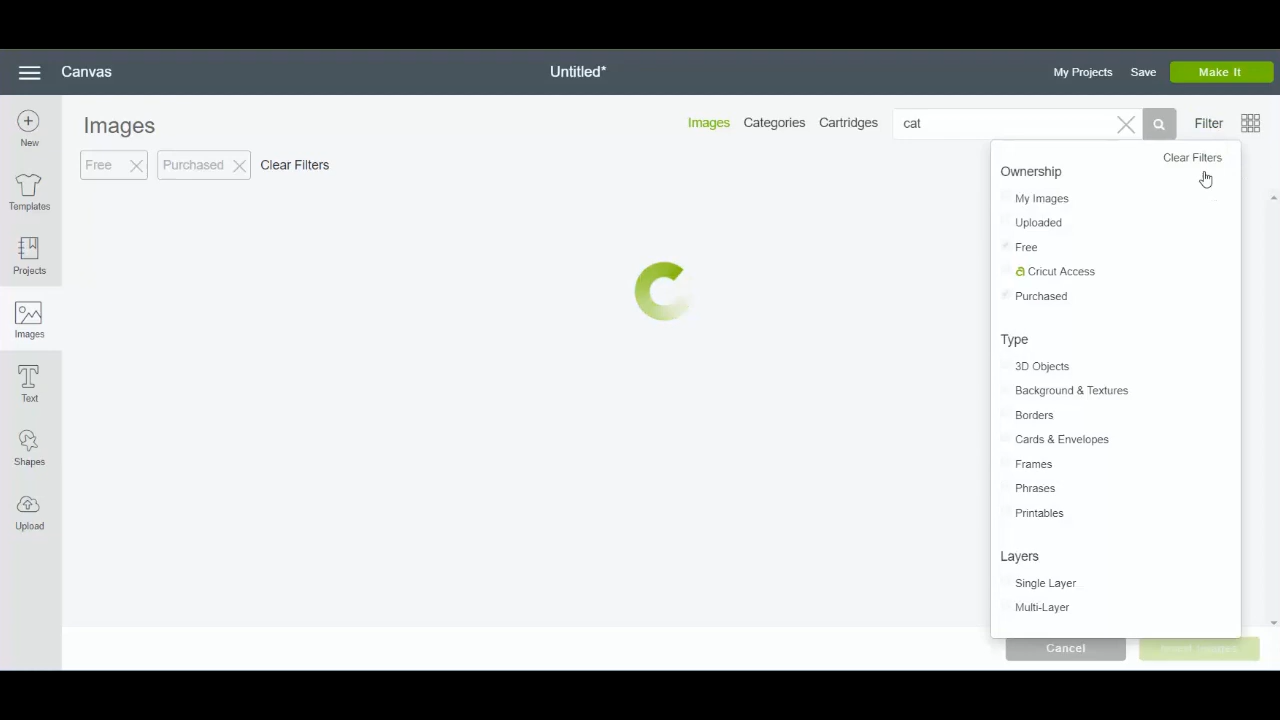 Canvas
Untitled*
My Projects
Save
Make It
New
Templates
Projects
Images
Text
Shapes
Upload
Images
Images
Categories
Cartridges
cat
Filter
Free
Purchased
Clear Filters
Clear Filters
Ownership
My Images
Uploaded
Free
Cricut Access
Purchased
Type
3D Objects
Background & Textures
Borders
Cards & Envelopes
Frames
Phrases
Printables
Layers
Single Layer
Multi-Layer
Cancel
Insert Images